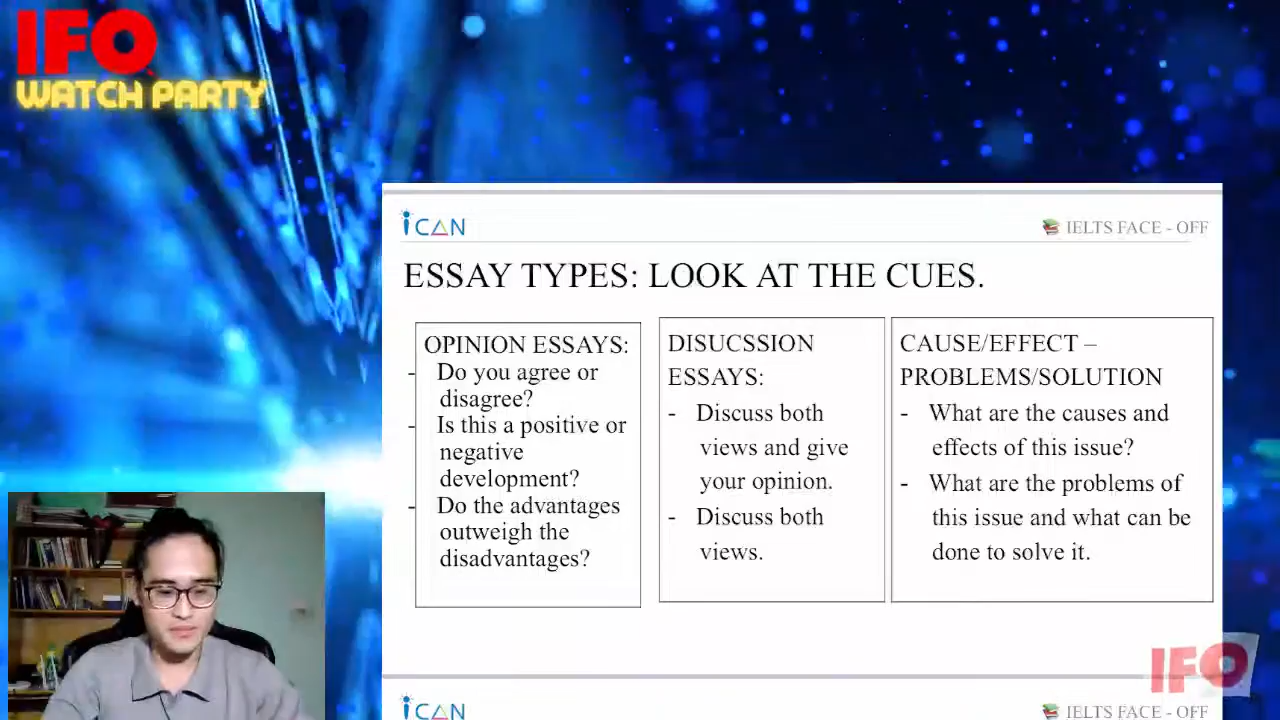 IFO
WATCH PARTY
iCAN
IELTS FACE - OFF
ESSAY TYPES: LOOK AT THE CUES.
OPINION ESSAYS:
- Do you agree or
disagree?
- Is this a positive or
negative
development?
- Do the advantages
outweigh the
disadvantages?
DISUCSSION
ESSAYS:
- Discuss both
views and give
your opinion.
- Discuss both
views.
CAUSE/EFFECT –
PROBLEMS/SOLUTION
- What are the causes and
effects of this issue?
- What are the problems of
this issue and what can be
done to solve it.
IFO
iCAN
IELTS FACE - OFF